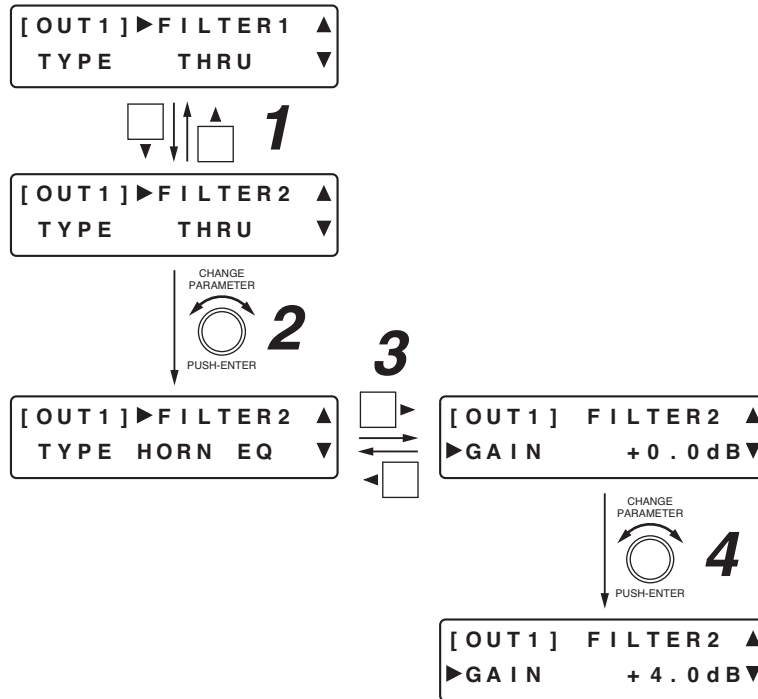 [OUT1]▶FILTER1 ▲
TYPE THRU ▼
1
[OUT1]▶FILTER2 ▲
TYPE THRU ▼
CHANGE
PARAMETER
2
PUSH-ENTER
3
[OUT1]▶FILTER2 ▲
TYPE HORN EQ ▼
[OUT1] FILTER2 ▲
▶GAIN +0.0dB▼
CHANGE
PARAMETER
4
PUSH-ENTER
[OUT1] FILTER2 ▲
▶GAIN +4.0dB▼